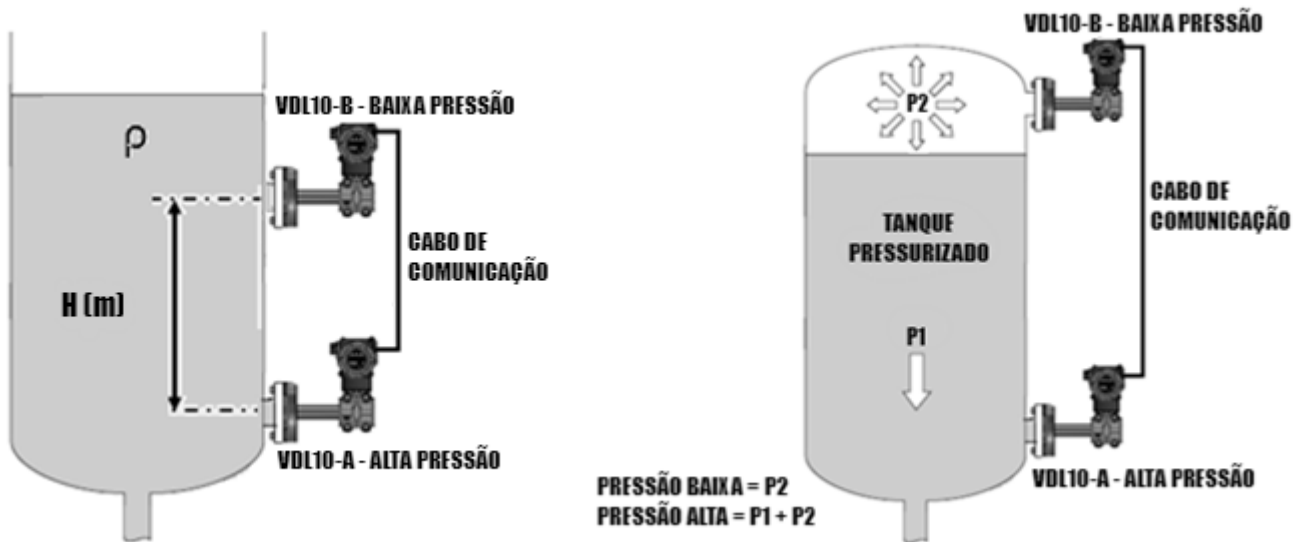 VDL10-B - BAIXA PRESSÃO
ρ
CABO DE
COMUNICAÇÃO
H (m)
VDL10-A - ALTA PRESSÃO
VDL10-B - BAIXA PRESSÃO
P2
CABO DE
COMUNICAÇÃO
TANQUE
PRESSURIZADO
P1
VDL10-A - ALTA PRESSÃO
PRESSÃO BAIXA = P2
PRESSÃO ALTA = P1 + P2